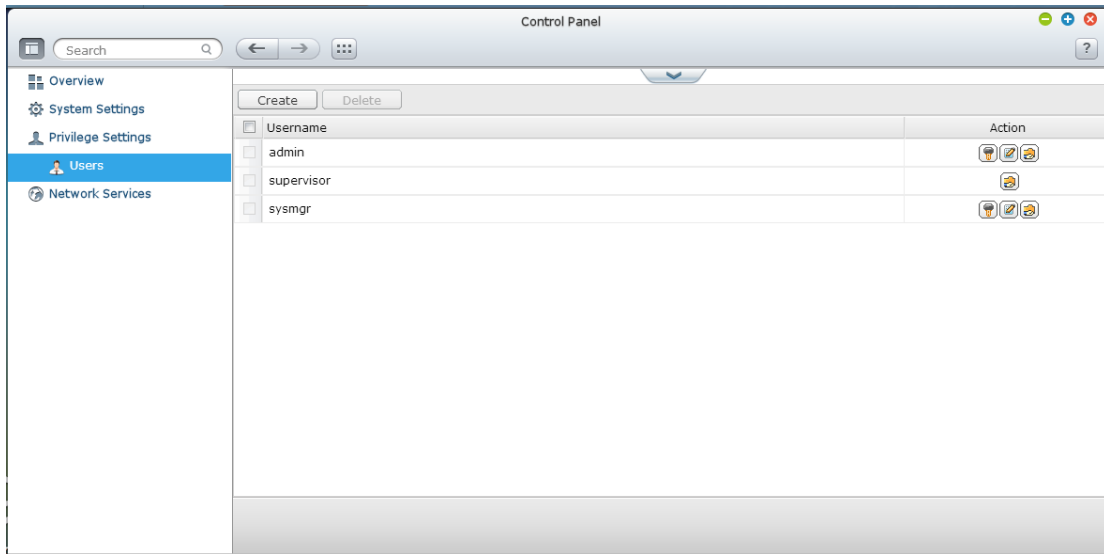 Control Panel
Search
?
Overview
System Settings
Privilege Settings
Users
Network Services
Create Delete
Username Action
admin
supervisor
sysmgr